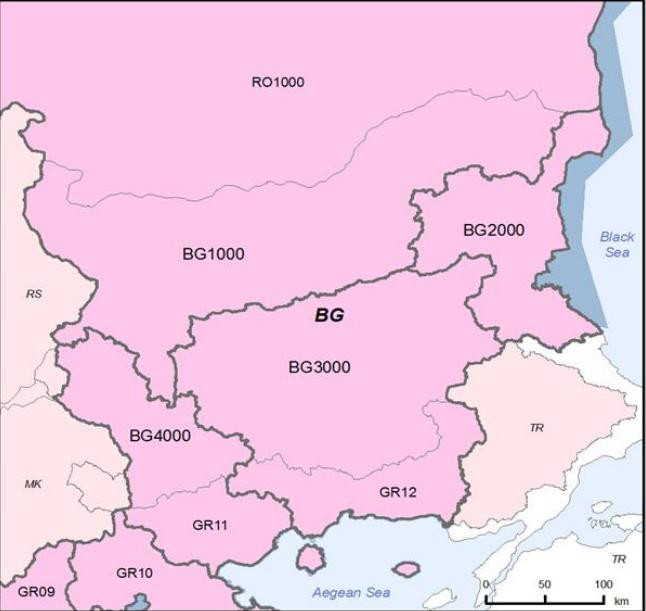 RO1000
BG2000
Black
Sea
BG1000
RS
BG
BG3000
TR
BG4000
MK
GR12
GR11
TR
GR10
GR09
Aegean Sea
0 50 100
km